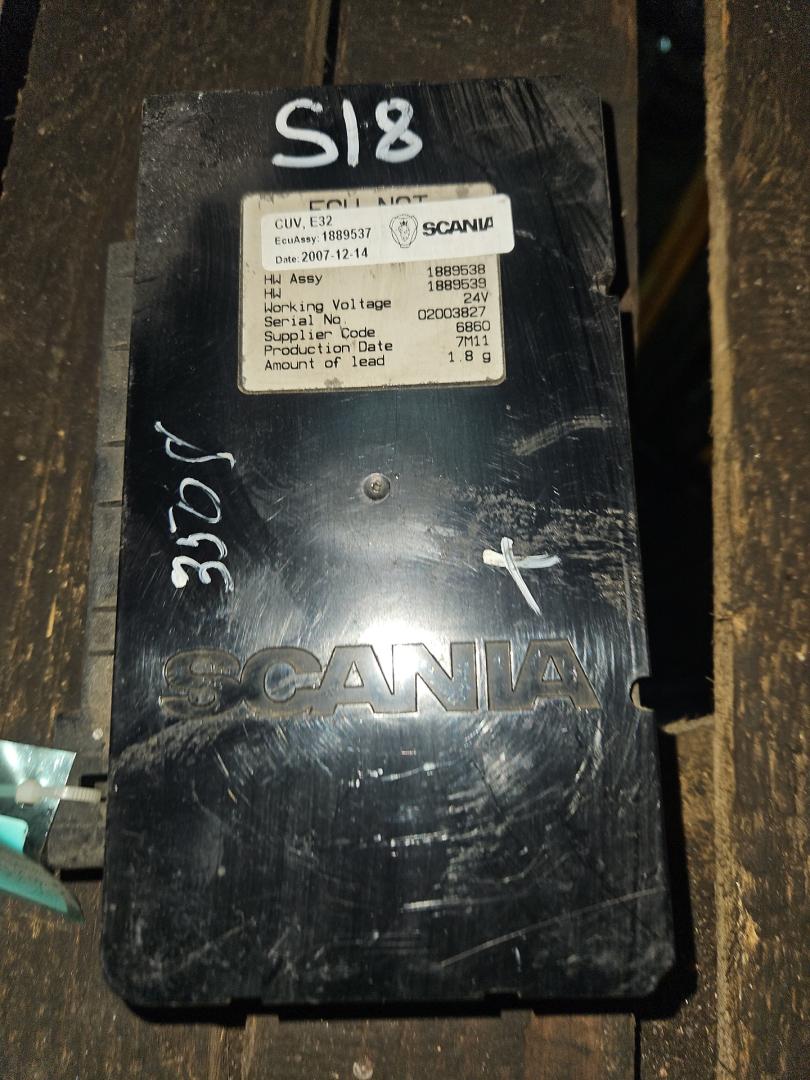 S18
CUV, E32
EcuAssy: 1889537
SCANIA
Date: 2007-12-14
HW Assy 1889538
HW 1889539
Working Voltage 24V
Serial No. 02003827
Supplier Code 6860
Production Date 7M11
Amount of lead 1.8 g
SCANIA